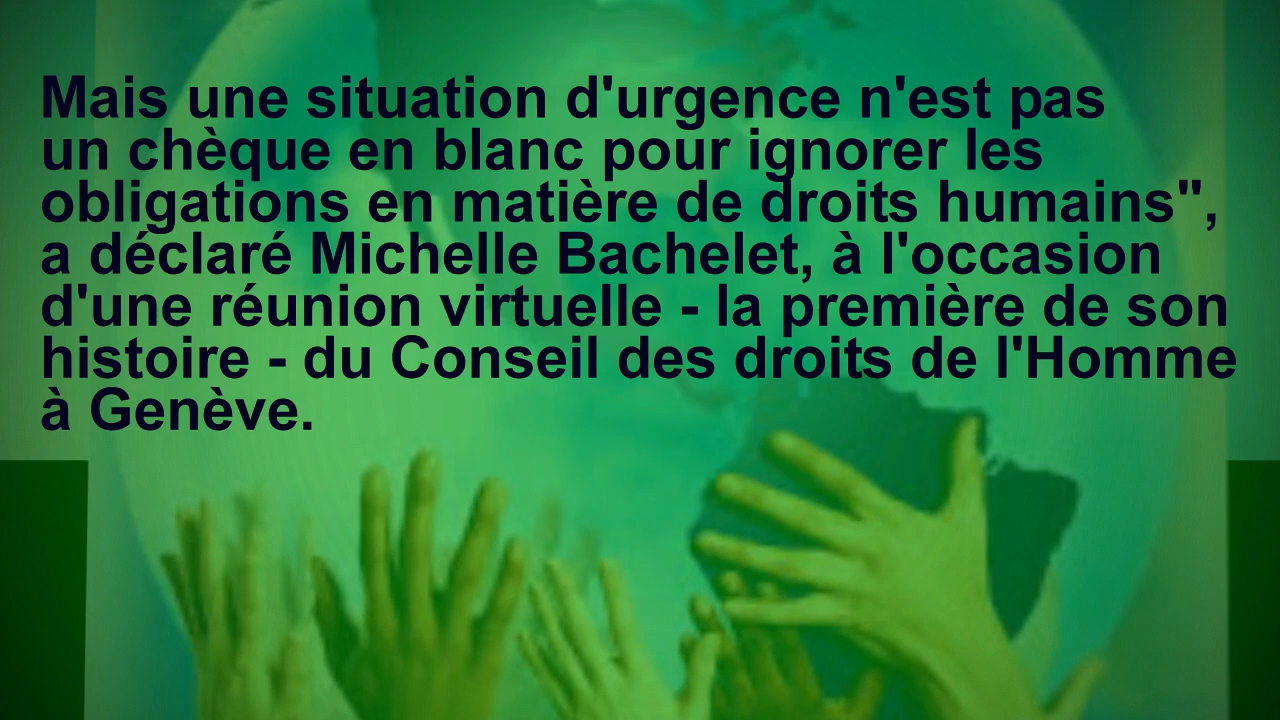 Mais une situation d'urgence n'est pas
un chèque en blanc pour ignorer les
obligations en matière de droits humains",
a déclaré Michelle Bachelet, à l'occasion
d'une réunion virtuelle - la première de son
histoire - du Conseil des droits de l'Homme
à Genève.